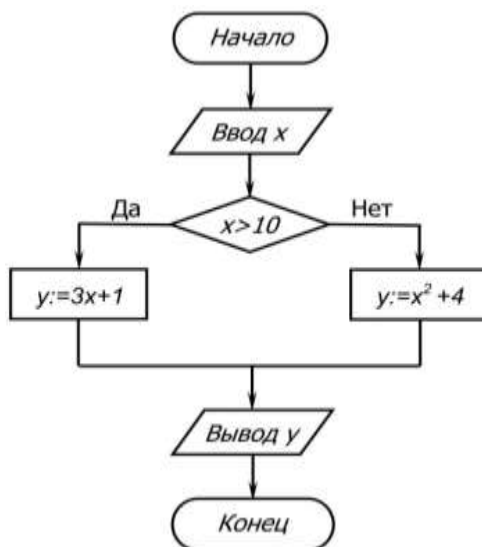 Начало
Ввод x
x>10
Да
Нет
y:=3x+1
y:=x² +4
Вывод y
Конец